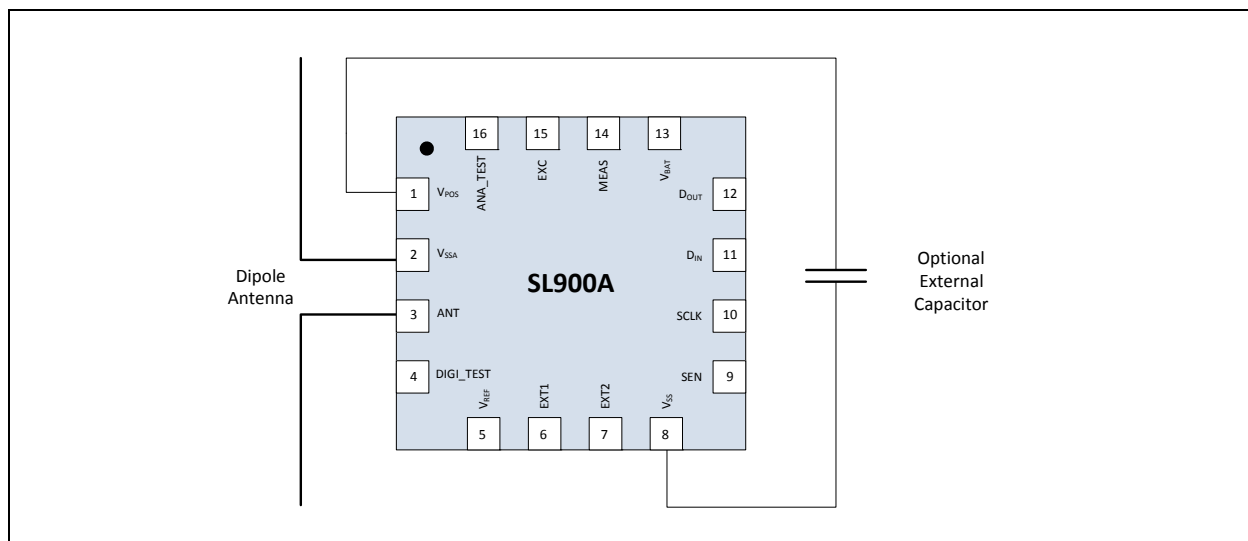 16
15
14
13
ANA_TEST
EXC
MEAS
VBAT
1
VPOS
DOUT
12
2
VSSA
DIN
11
Dipole
Antenna
SL900A
Optional
External
Capacitor
3
ANT
SCLK
10
4
DIGI_TEST
SEN
9
VREF
EXT1
EXT2
VSS
5
6
7
8